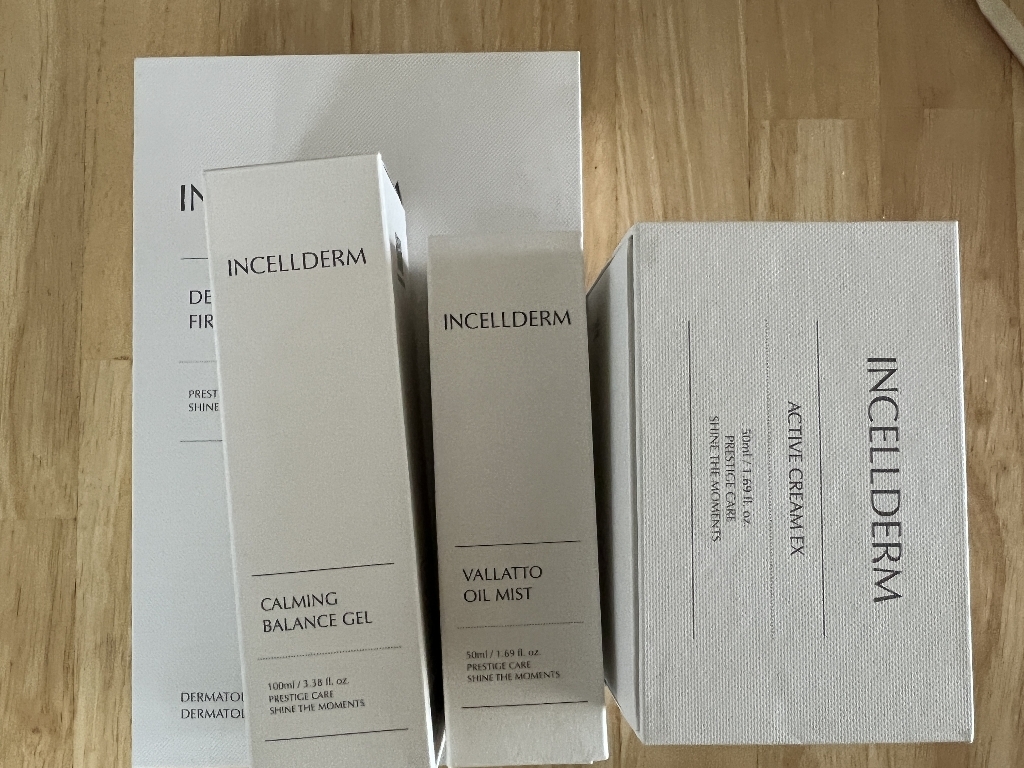 INCELLDERM
CALMING
BALANCE GEL
100ml / 3.38 fl. oz.
PRESTIGE CARE
SHINE THE MOMENTS
INCELLDERM
VALLATTO
OIL MIST
50ml / 1.69 fl. oz.
PRESTIGE CARE
SHINE THE MOMENTS
INCELLDERM
ACTIVE CREAM EX
50ml / 1.69 fl. oz.
PRESTIGE CARE
SHINE THE MOMENTS
SHINE